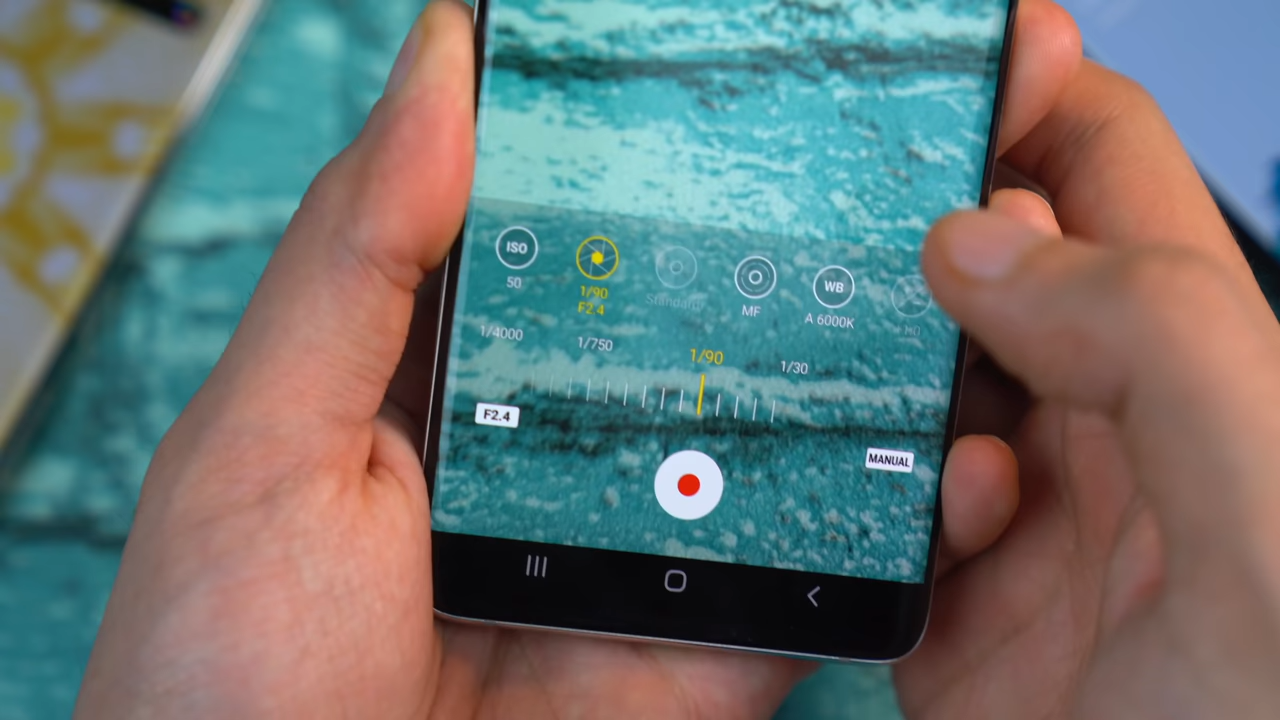 ISO
50
1/90
F2.4
Standard
MF
WB
A 6000K
1/4000
1/750
1/90
1/30
F2.4
MANUAL